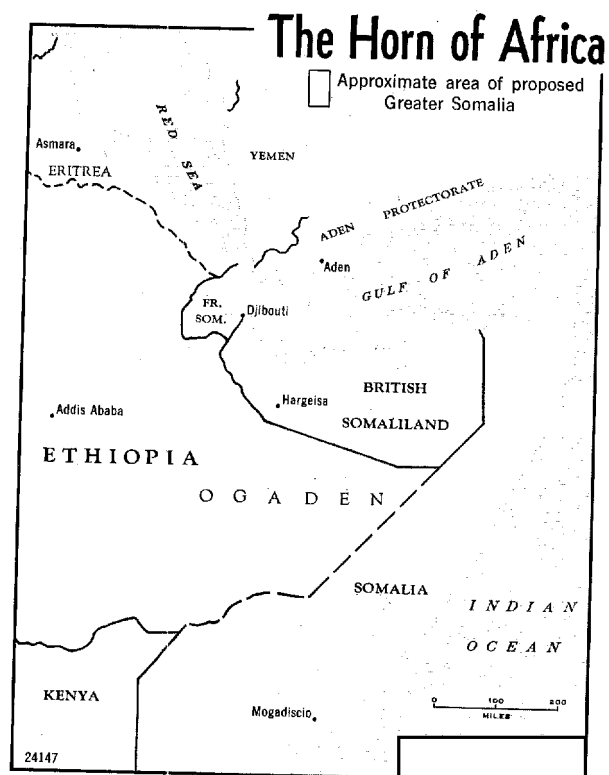 The Horn of Africa
Approximate area of proposed
Greater Somalia
RED SEA
Asmara
ERITREA
YEMEN
ADEN PROTECTORATE
Aden
GULF OF ADEN
FR.
SOM.
Djibouti
Hargeisa
BRITISH
SOMALILAND
Addis Ababa
ETHIOPIA
OGADEN
SOMALIA
INDIAN
OCEAN
KENYA
Mogadiscio
0 100 200
MILES
24147